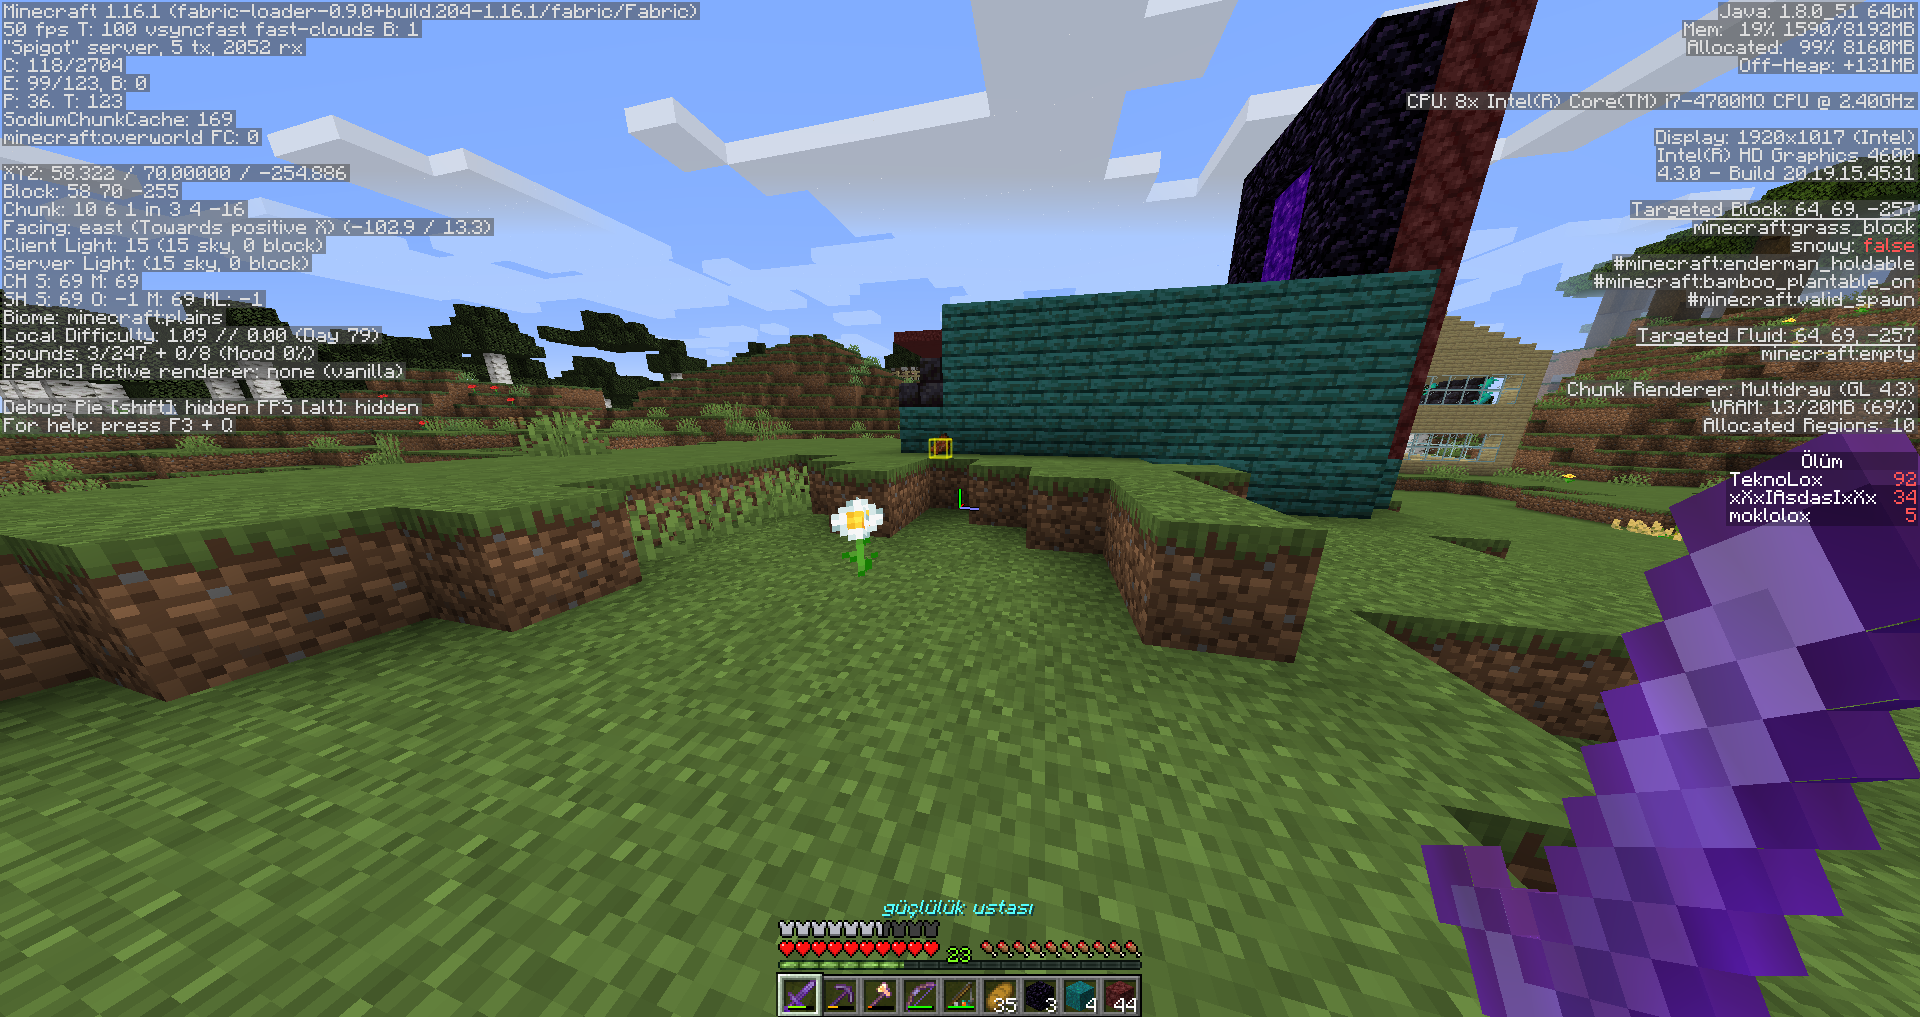 Minecraft 1.16.1 (fabric-loader-0.9.0+build.204-1.16.1/fabric/Fabric)
50 fps T: 100 vsyncfast fast-clouds B: 1
"Spigot" server, 5 tx, 2052 rx
C: 118/2704
E: 99/123, B: 0
P: 36. T: 123
SodiumChunkCache: 169
minecraft:overworld FC: 0
XYZ: 58.322 / 70.00000 / -254.886
Block: 58 70 -255
Chunk: 10 6 1 in 3 4 -16
Facing: east (Towards positive X) (-102.9 / 13.3)
Client Light: 15 (15 sky, 0 block)
Server Light: (15 sky, 0 block)
CH S: 69 M: 69
SH S: 69 O: -1 M: 69 ML: -1
Biome: minecraft:plains
Local Difficulty: 1.09 // 0.00 (Day 79)
Sounds: 3/247 + 0/8 (Mood 0%)
[Fabric] Active renderer: none (vanilla)
Debug: Pie [shift]: hidden FPS [alt]: hidden
For help: press F3 + Q
Java: 1.8.0_51 64bit
Mem: 19% 1590/8192MB
Allocated: 99% 8160MB
Off-Heap: +131MB
CPU: 8x Intel(R) Core(TM) i7-4700MQ CPU @ 2.40GHz
Display: 1920x1017 (Intel)
Intel(R) HD Graphics 4600
4.3.0 - Build 20.19.15.4531
Targeted Block: 64, 69, -257
minecraft:grass_block
snowy: false
#minecraft:enderman_holdable
#minecraft:bamboo_plantable_on
#minecraft:valid_spawn
Targeted Fluid: 64, 69, -257
minecraft:empty
Chunk Renderer: Multidraw (GL 4.3)
VRAM: 13/20MB (69%)
Allocated Regions: 10
Ölüm
TeknoLox 92
xXxIAsdasIxXx 34
moklolox 5
güçlülük ustası
23
35 3 4 44